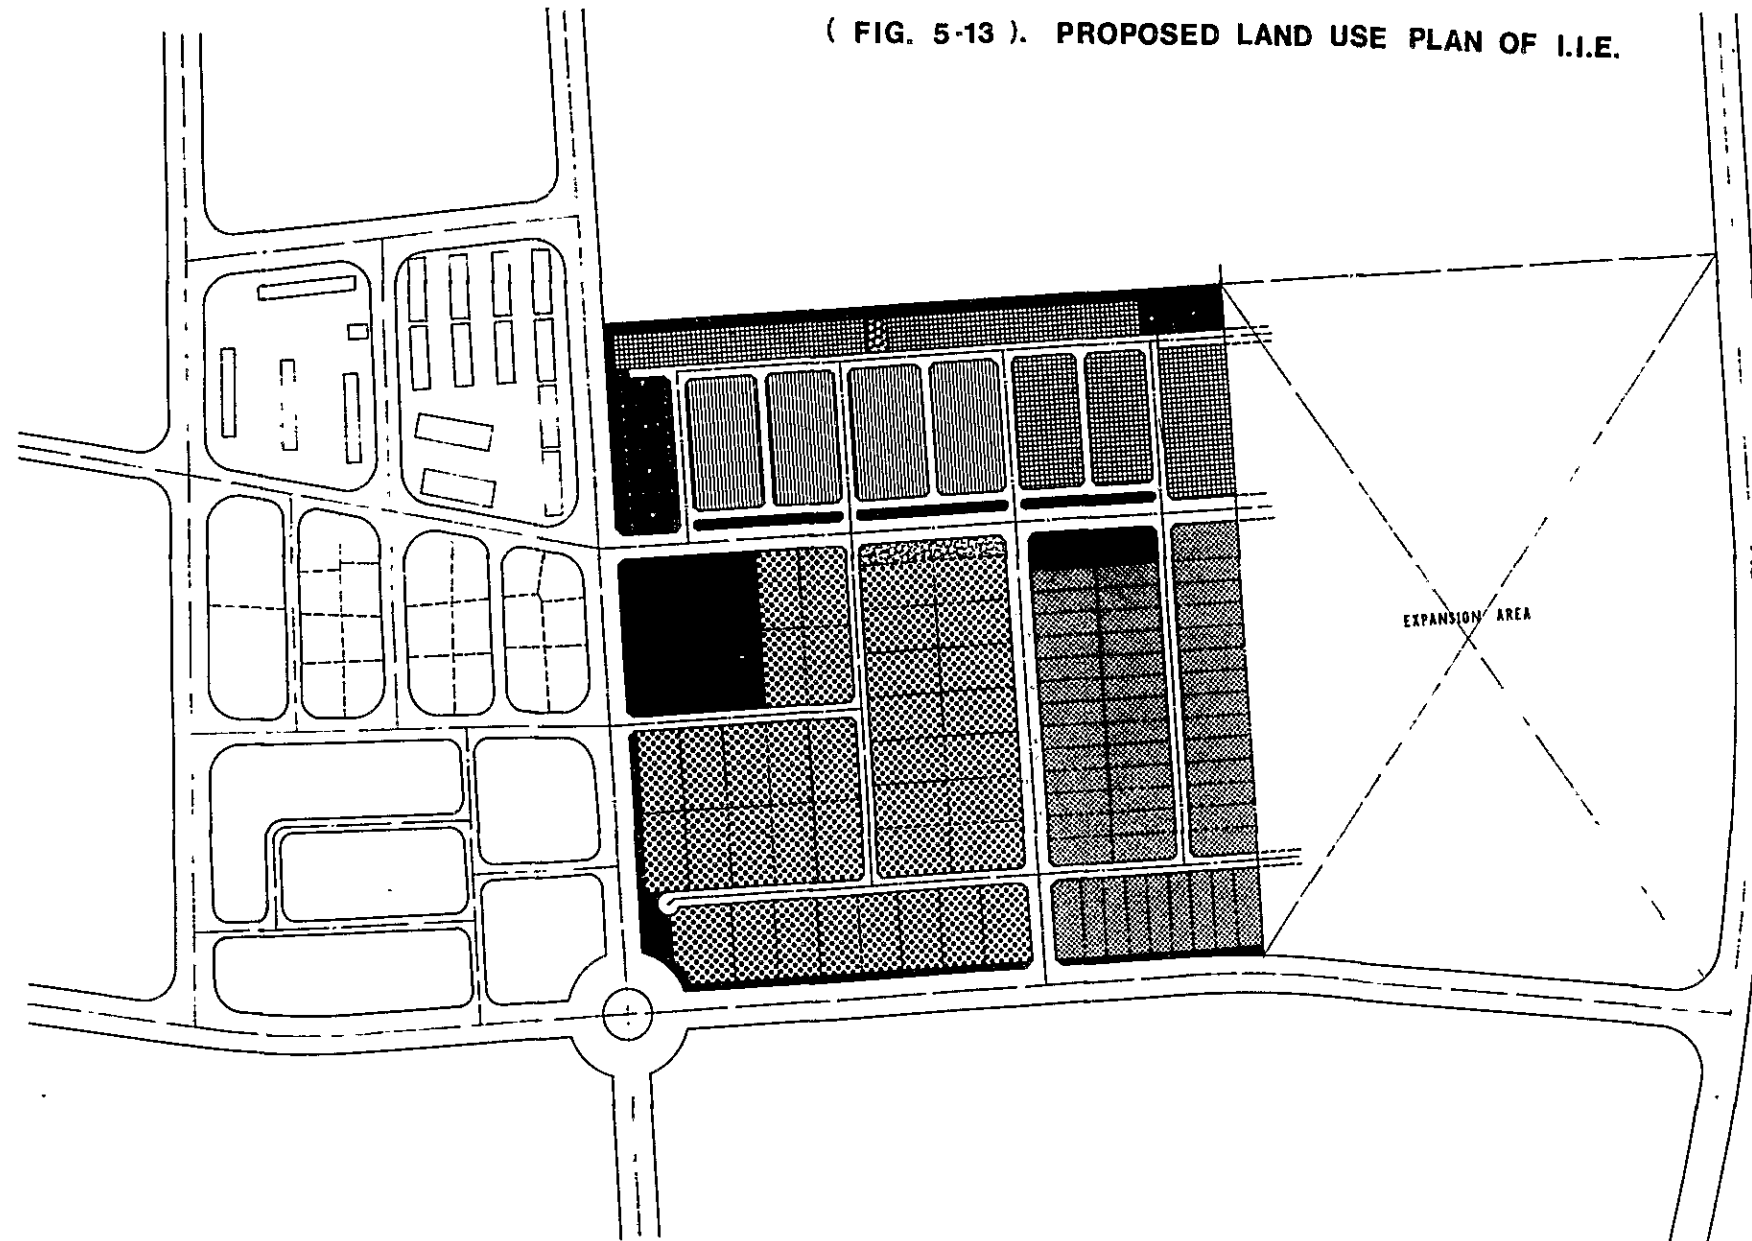 ( FIG. 5-13 ). PROPOSED LAND USE PLAN OF I.I.E.
EXPANSION AREA